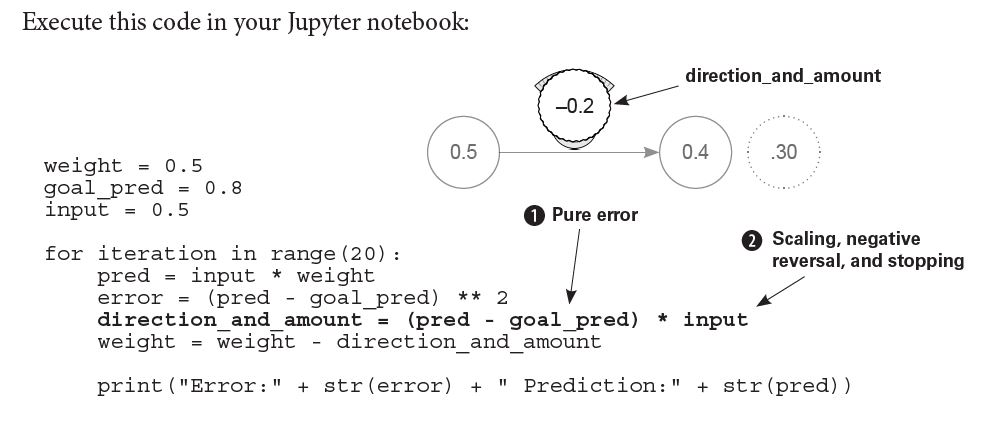 Execute this code in your Jupyter notebook:
direction_and_amount
–0.2
0.5
0.4
.30
weight = 0.5
goal_pred = 0.8
input = 0.5
1 Pure error
2 Scaling, negative
reversal, and stopping
for iteration in range(20):
    pred = input * weight
    error = (pred - goal_pred) ** 2
    direction_and_amount = (pred - goal_pred) * input
    weight = weight - direction_and_amount
    print("Error:" + str(error) + " Prediction:" + str(pred))